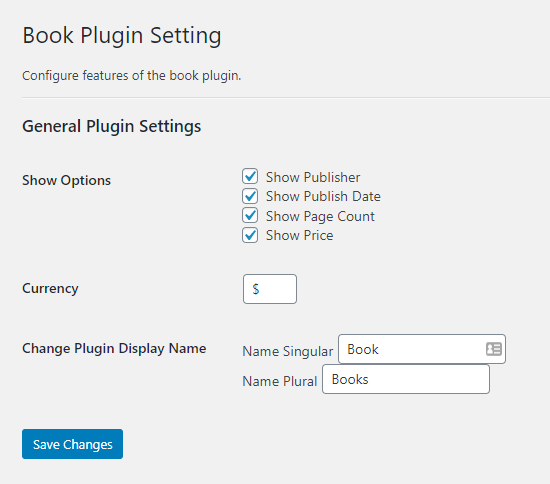 Book Plugin Setting
Configure features of the book plugin.
General Plugin Settings
Show Options
Show Publisher
Show Publish Date
Show Page Count
Show Price
Currency
$
Change Plugin Display Name
Name Singular Book
Name Plural Books
Save Changes